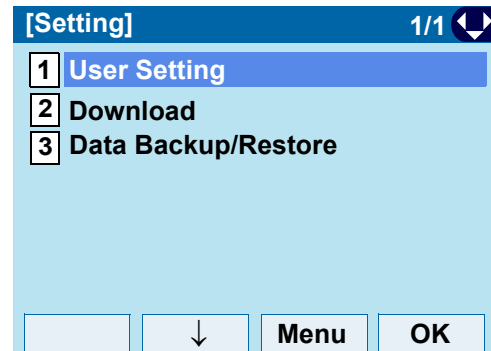 [Setting] 1/1
1 User Setting
2 Download
3 Data Backup/Restore
↓ Menu OK